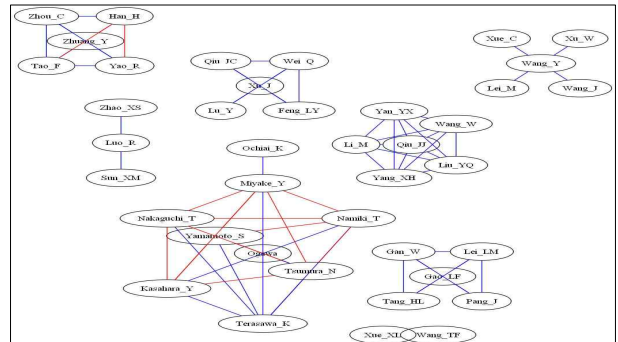 Zhou_C
Han_H
Zhuang_Y
Tao_F
Yao_R
Qiu_JC
Wei_Q
Xu_J
Lu_Y
Feng_LY
Xue_C
Xu_W
Wang_Y
Lei_M
Wang_J
Zhao_XS
Luo_R
Sun_XM
Yan_YX
Wang_W
Li_M
Qiu_JJ
Liu_YQ
Yang_XH
Ochiai_K
Miyake_Y
Nakaguchi_T
Namiki_T
Yamamoto_S
Ogawa
Tsumura_N
Kasahara_Y
Terasawa_K
Gan_W
Lei_LM
Gao_LF
Tang_HL
Pang_J
Xue_XL
Wang_TF